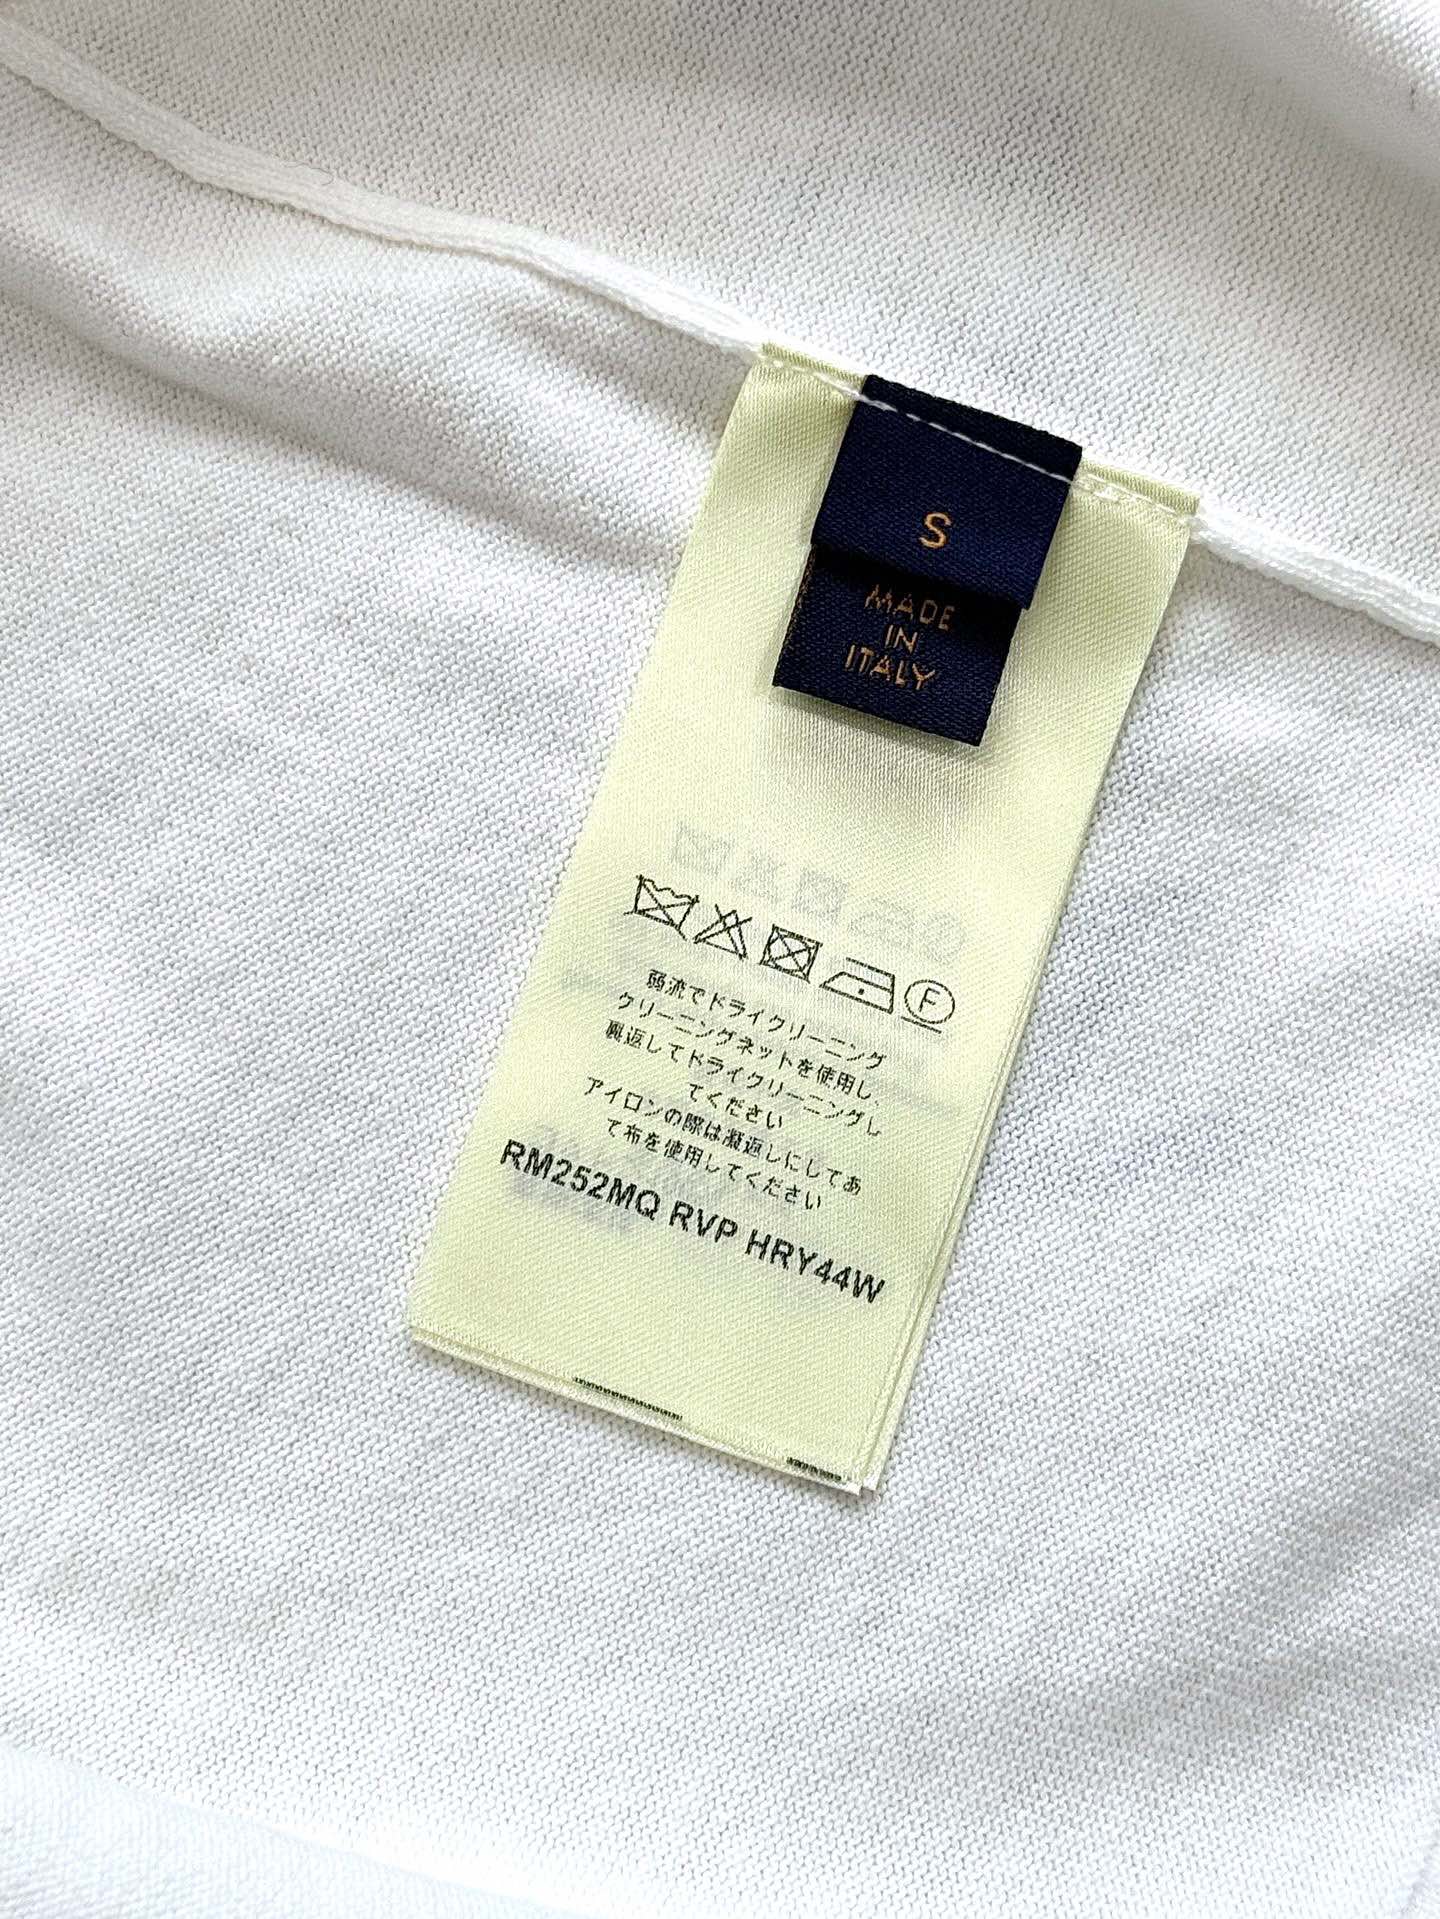 S
MADE
IN
ITALY
F
弱流でドライクリーニング
クリーニングネットを使用し、
裏返してドライクリーニングし
てください
アイロンの際は裏返しにしてあ
て布を使用してください
RM252MQ RVP HRY44W